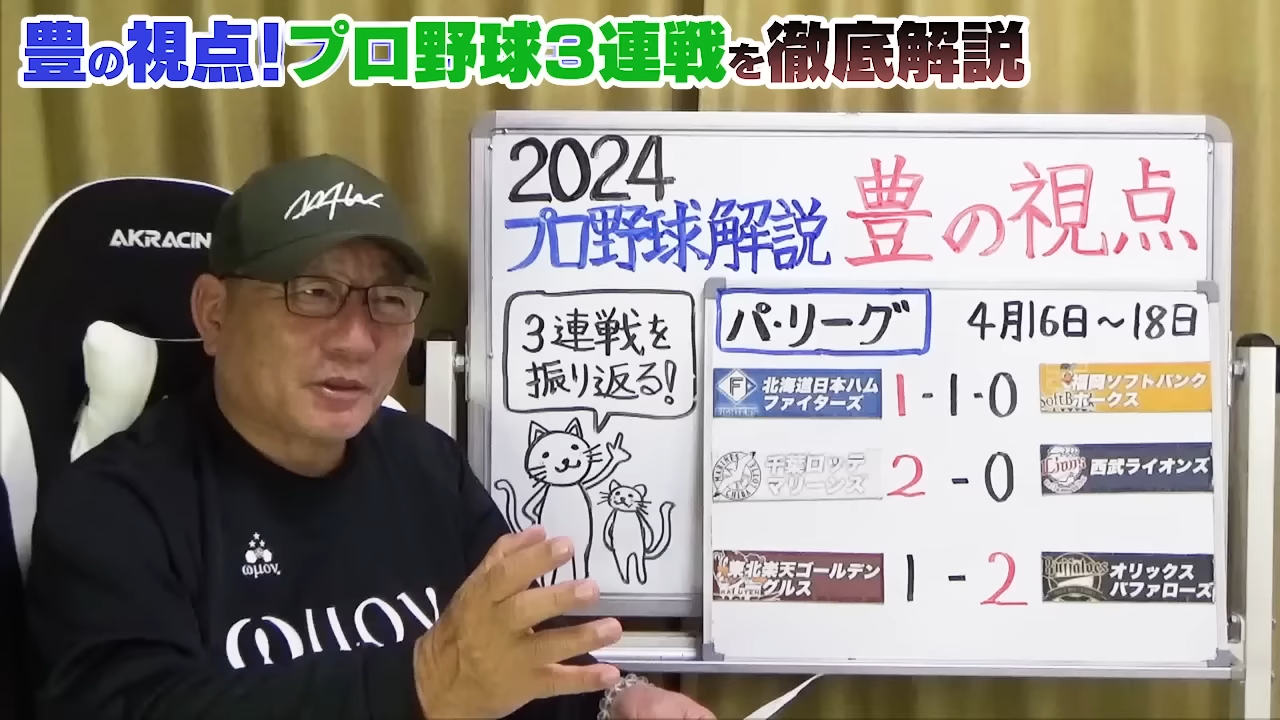 豊の視点!プロ野球3連戦を徹底解説
AKRACIN
ωμον
ωμον
2024
プロ野球解説
豊の視点
3連戦を
振り返る!
パ・リーグ
4月16日～18日
北海道日本ハム
ファイターズ
FIGHTERS
1-1-0
福岡ソフトバンク
ホークス
千葉ロッテ
マリーンズ
2-0
Lions
西武ライオンズ
東北楽天ゴールデン
グルス
1-2
Buffaloes
オリックス
バファローズ